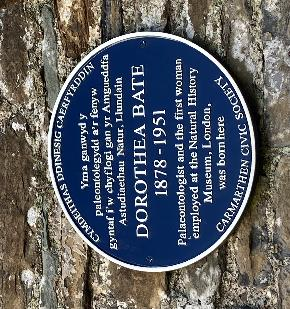 CYMDEITHAS DDINESIG CAERFYRDDIN
Yma ganwyd y
paleontolegydd a'r fenyw
gyntaf i'w chyflogi gan yr Amgueddfa
Astudiaethau Natur, Llundain
DOROTHEA BATE
1878-1951
Palaeontologist and the first woman
employed at the Natural History
Museum, London,
was born here
CARMARTHEN CIVIC SOCIETY